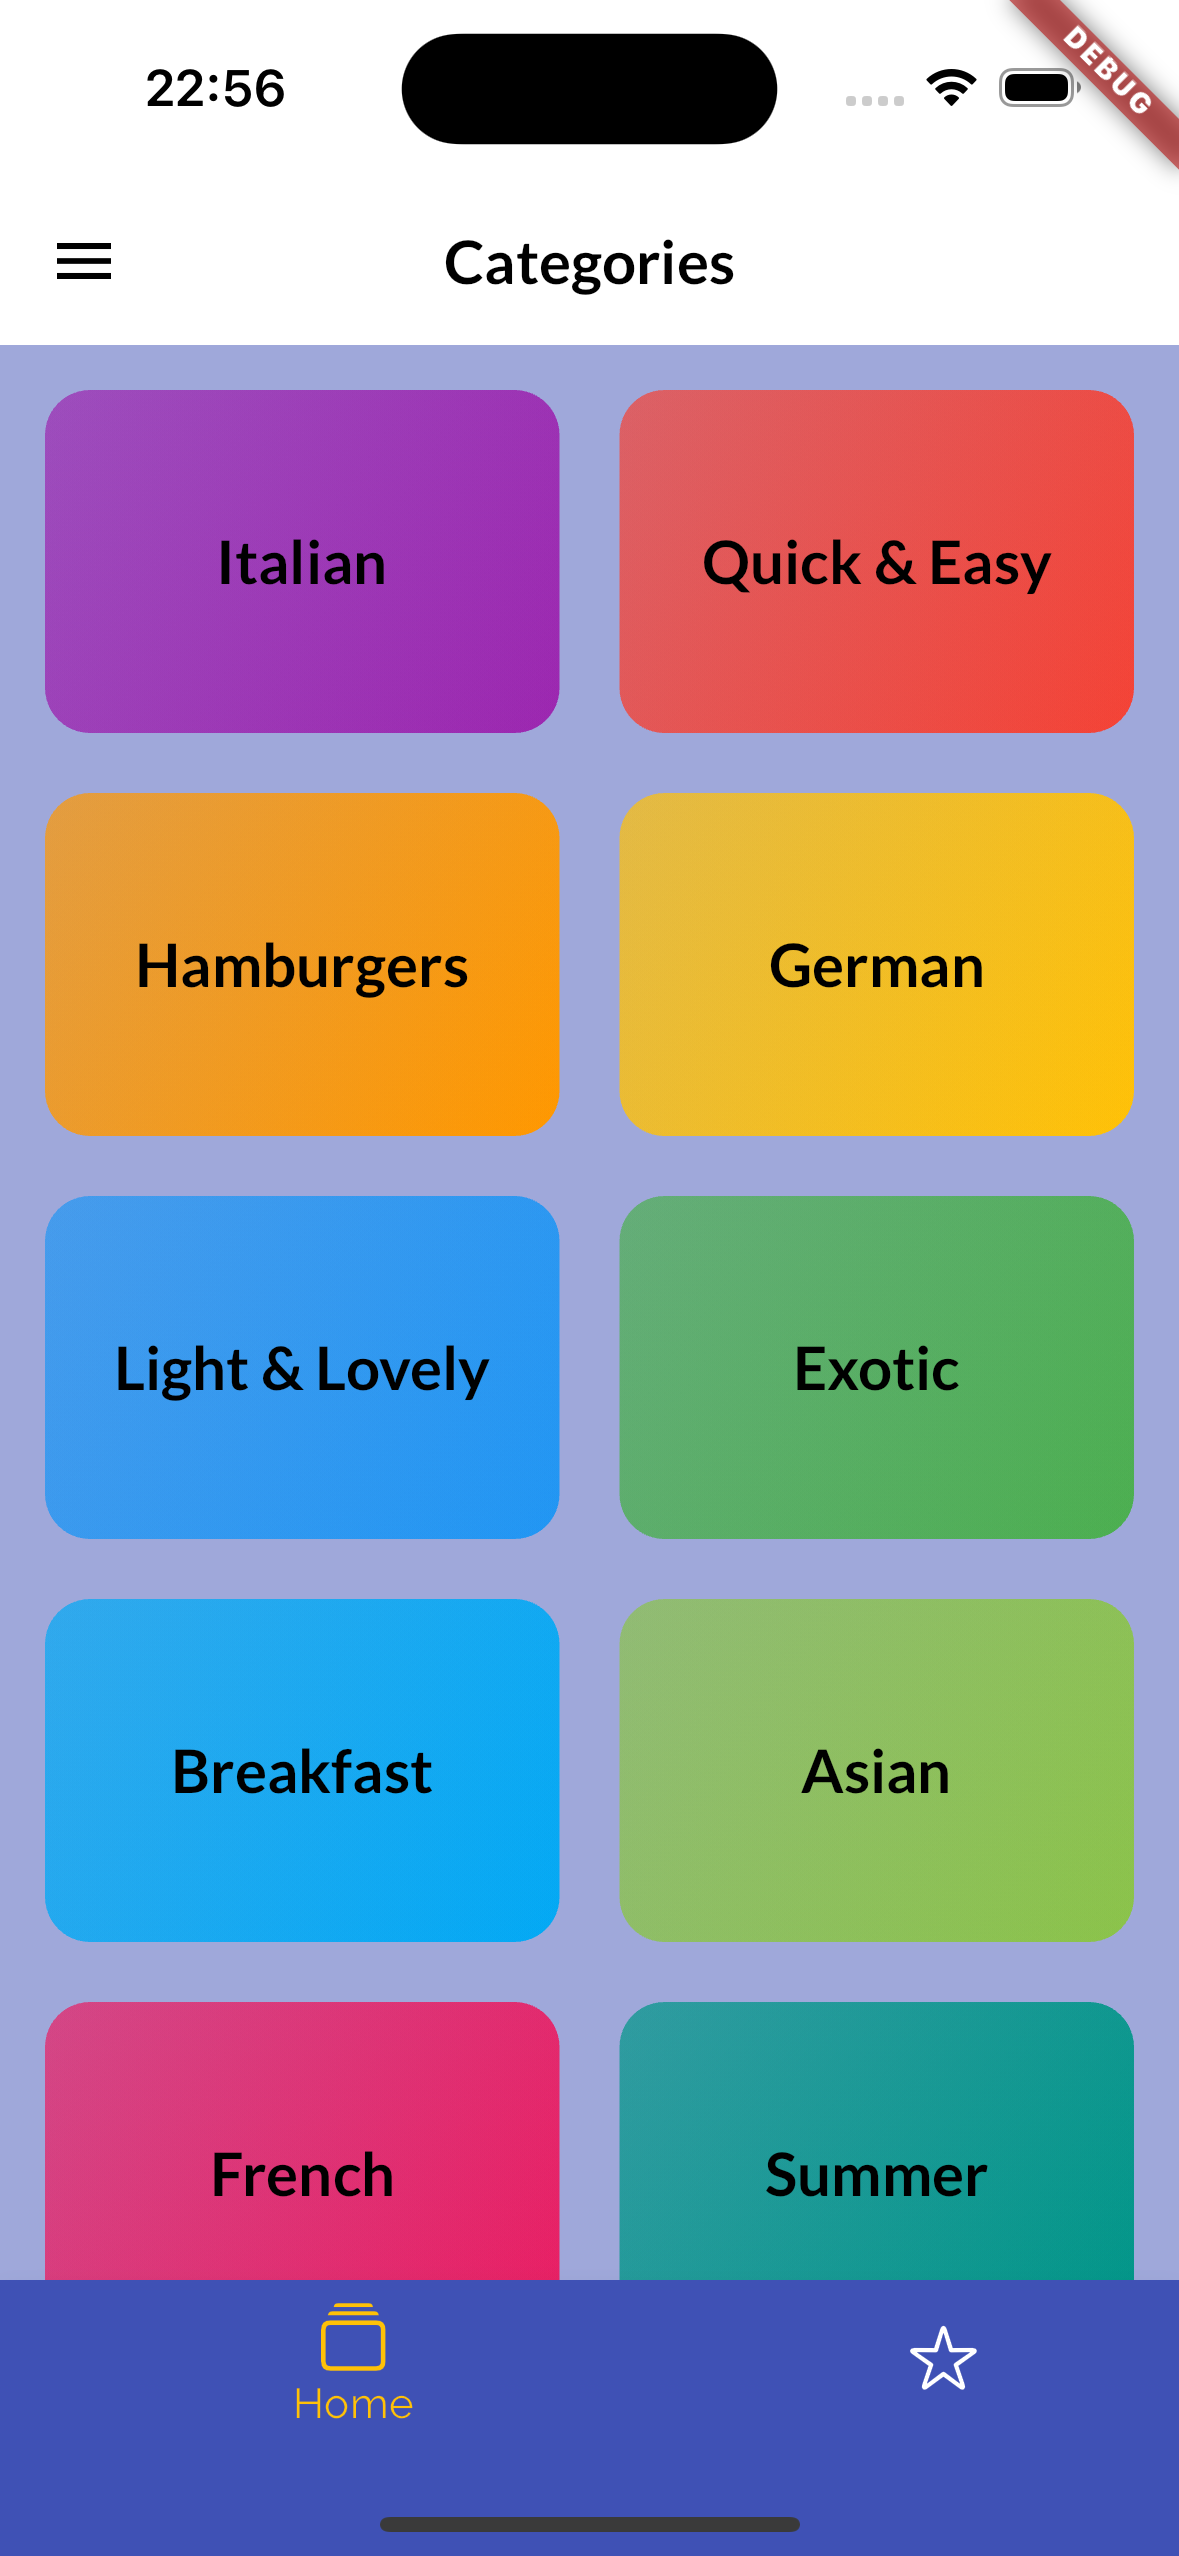 22:56
DEBUG
Categories
Italian
Quick & Easy
Hamburgers
German
Light & Lovely
Exotic
Breakfast
Asian
French
Summer
Home